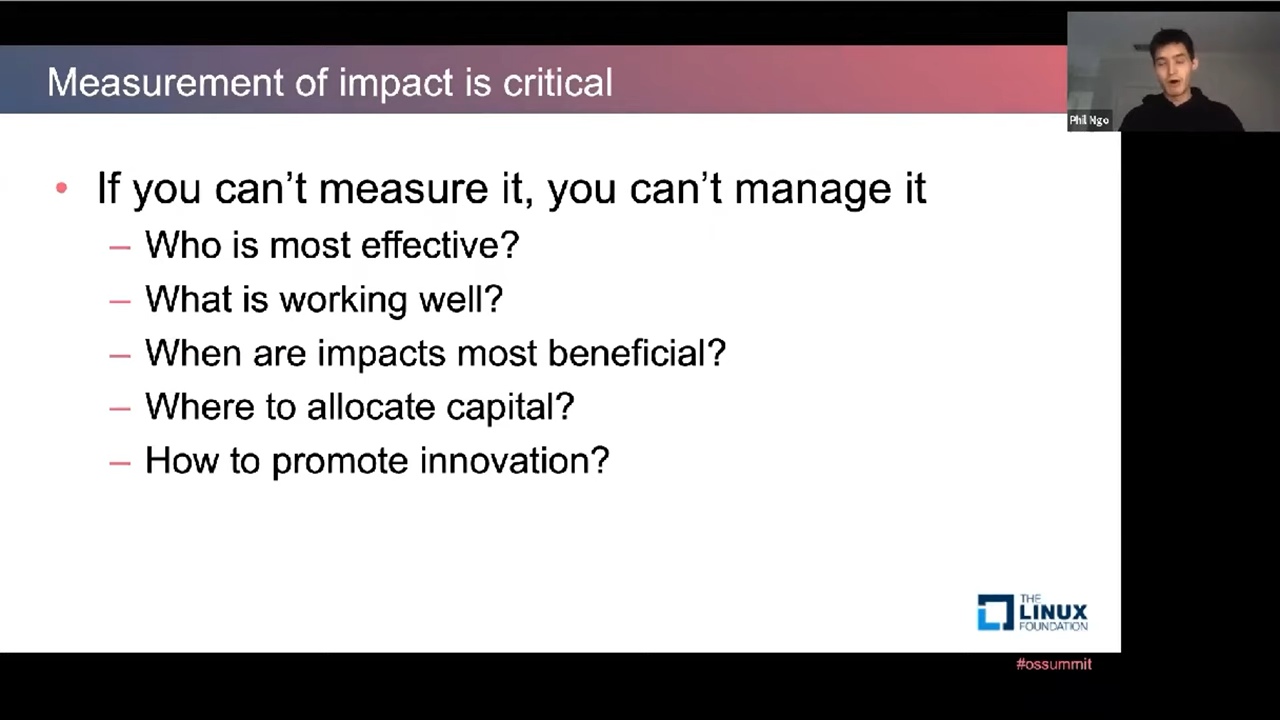 Measurement of impact is critical
Phil Ngo
• If you can’t measure it, you can’t manage it
– Who is most effective?
– What is working well?
– When are impacts most beneficial?
– Where to allocate capital?
– How to promote innovation?
THE
LINUX
FOUNDATION
#ossummit